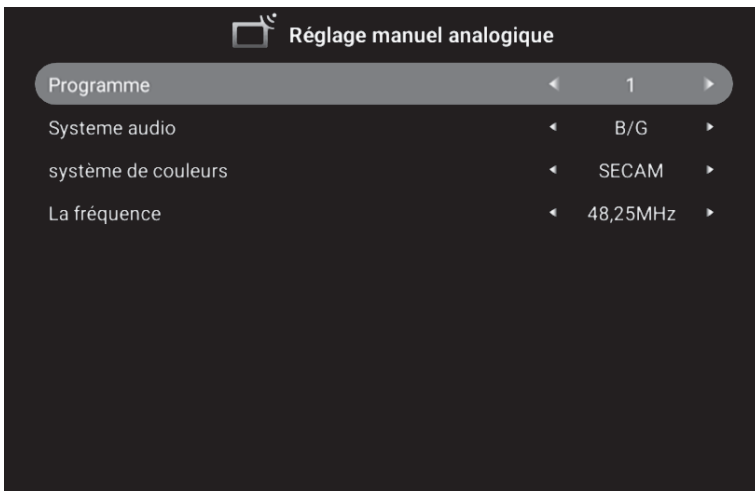 Réglage manuel analogique
Programme 1
Systeme audio B/G
système de couleurs SECAM
La fréquence 48,25MHz